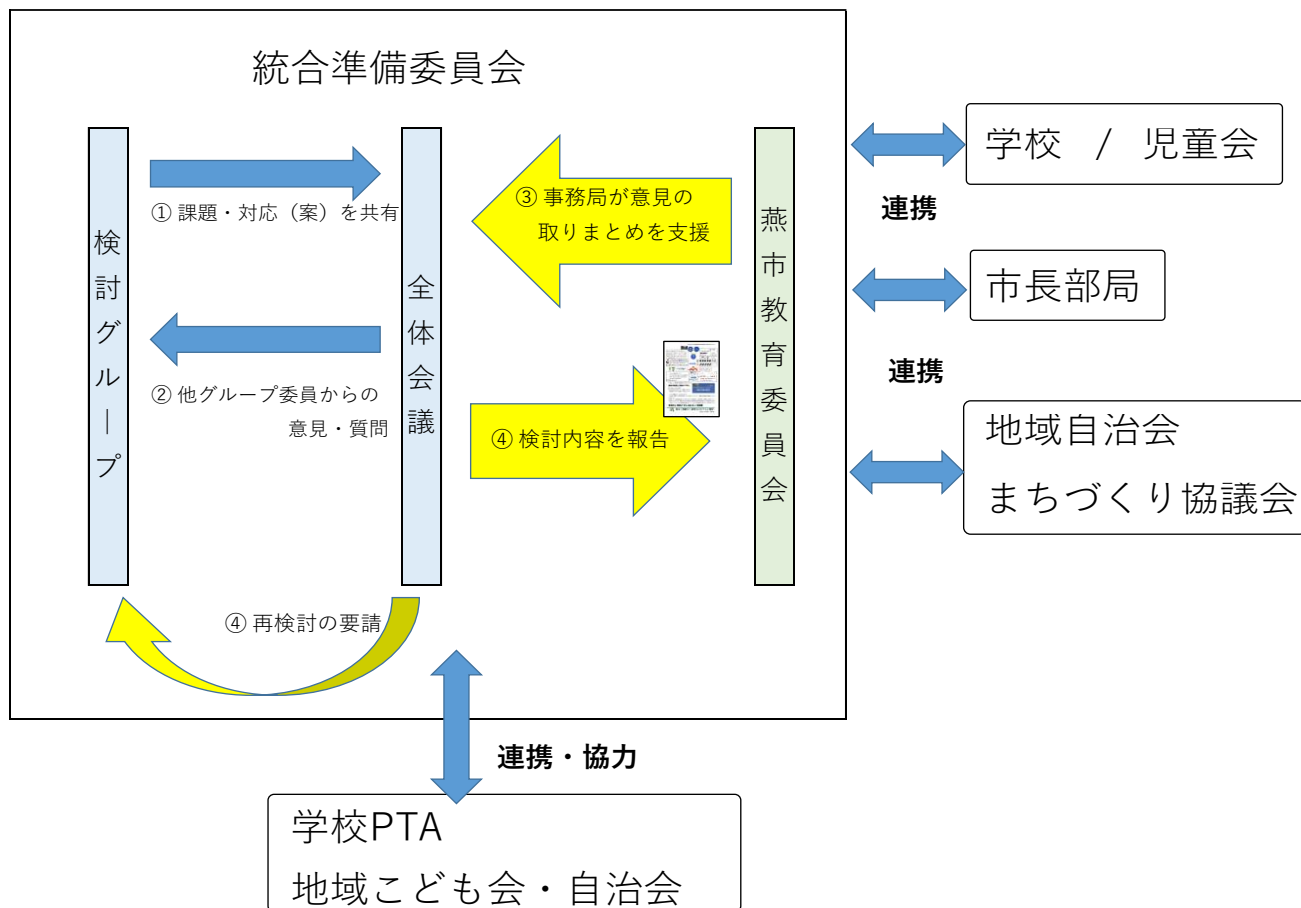 統合準備委員会
検討グループ
全体会議
燕市教育委員会
① 課題・対応（案）を共有
② 他グループ委員からの
意見・質問
③ 事務局が意見の
取りまとめを支援
④ 検討内容を報告
④ 再検討の要請
学校 / 児童会
連携
市長部局
連携
地域自治会
まちづくり協議会
連携・協力
学校PTA
地域こども会・自治会